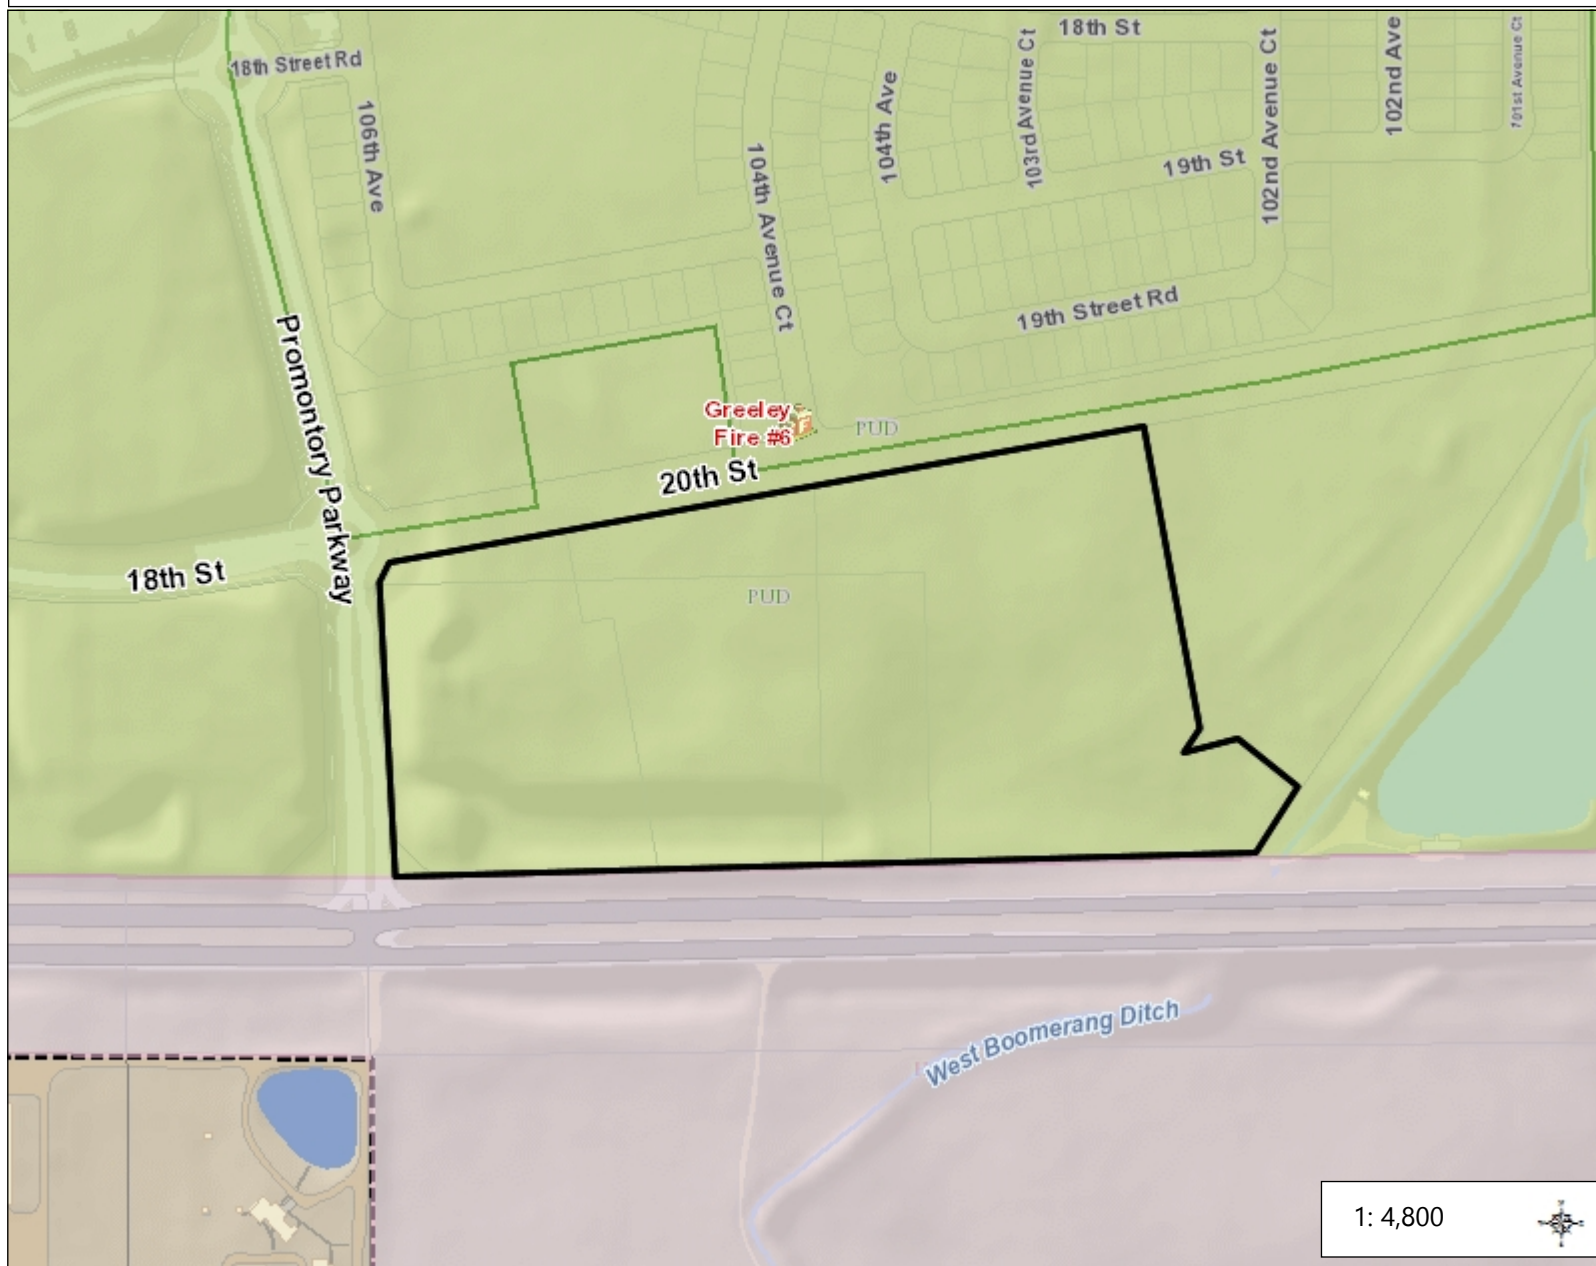 18th St
18th Street Rd
106th Ave
104th Avenue Ct
104th Ave
103rd Avenue Ct
19th St
102nd Avenue Ct
102nd Ave
101st Avenue Ct
19th Street Rd
Promontory Parkway
Greeley
Fire #6
F
PUD
20th St
18th St
PUD
West Boomerang Ditch
1: 4,800